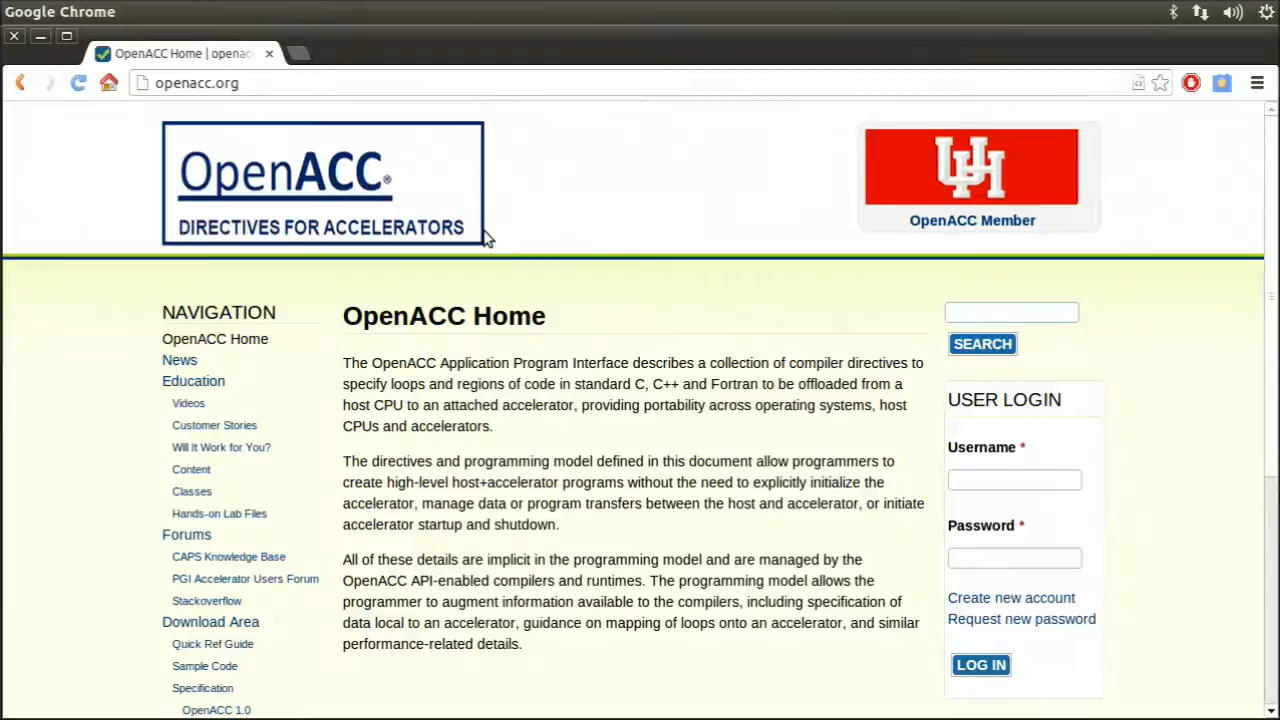 Google Chrome
OpenACC Home | openac
openacc.org
OpenACC®
DIRECTIVES FOR ACCELERATORS
UH
OpenACC Member
NAVIGATION
OpenACC Home
News
Education
Videos
Customer Stories
Will It Work for You?
Content
Classes
Hands-on Lab Files
Forums
CAPS Knowledge Base
PGI Accelerator Users Forum
Stackoverflow
Download Area
Quick Ref Guide
Sample Code
Specification
OpenACC 1.0
OpenACC Home
The OpenACC Application Program Interface describes a collection of compiler directives to
specify loops and regions of code in standard C, C++ and Fortran to be offloaded from a
host CPU to an attached accelerator, providing portability across operating systems, host
CPUs and accelerators.
The directives and programming model defined in this document allow programmers to
create high-level host+accelerator programs without the need to explicitly initialize the
accelerator, manage data or program transfers between the host and accelerator, or initiate
accelerator startup and shutdown.
All of these details are implicit in the programming model and are managed by the
OpenACC API-enabled compilers and runtimes. The programming model allows the
programmer to augment information available to the compilers, including specification of
data local to an accelerator, guidance on mapping of loops onto an accelerator, and similar
performance-related details.
SEARCH
USER LOGIN
Username *
Password *
Create new account
Request new password
LOG IN